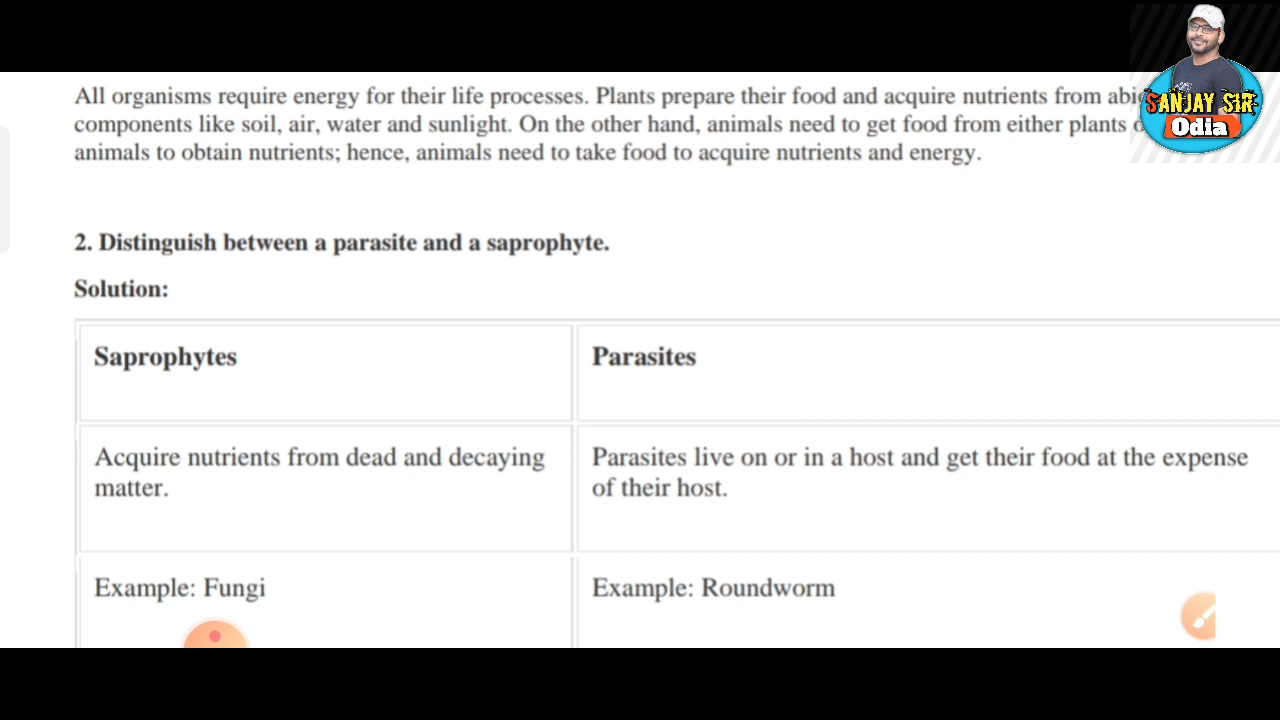 All organisms require energy for their life processes. Plants prepare their food and acquire nutrients from
components like soil, air, water and sunlight. On the other hand, animals need to get food from either plants
animals to obtain nutrients; hence, animals need to take food to acquire nutrients and energy.
SANJAY SIR
Odia
2. Distinguish between a parasite and a saprophyte.
Solution:
Saprophytes
Parasites
Acquire nutrients from dead and decaying
matter.
Parasites live on or in a host and get their food at the expense
of their host.
Example: Fungi
Example: Roundworm